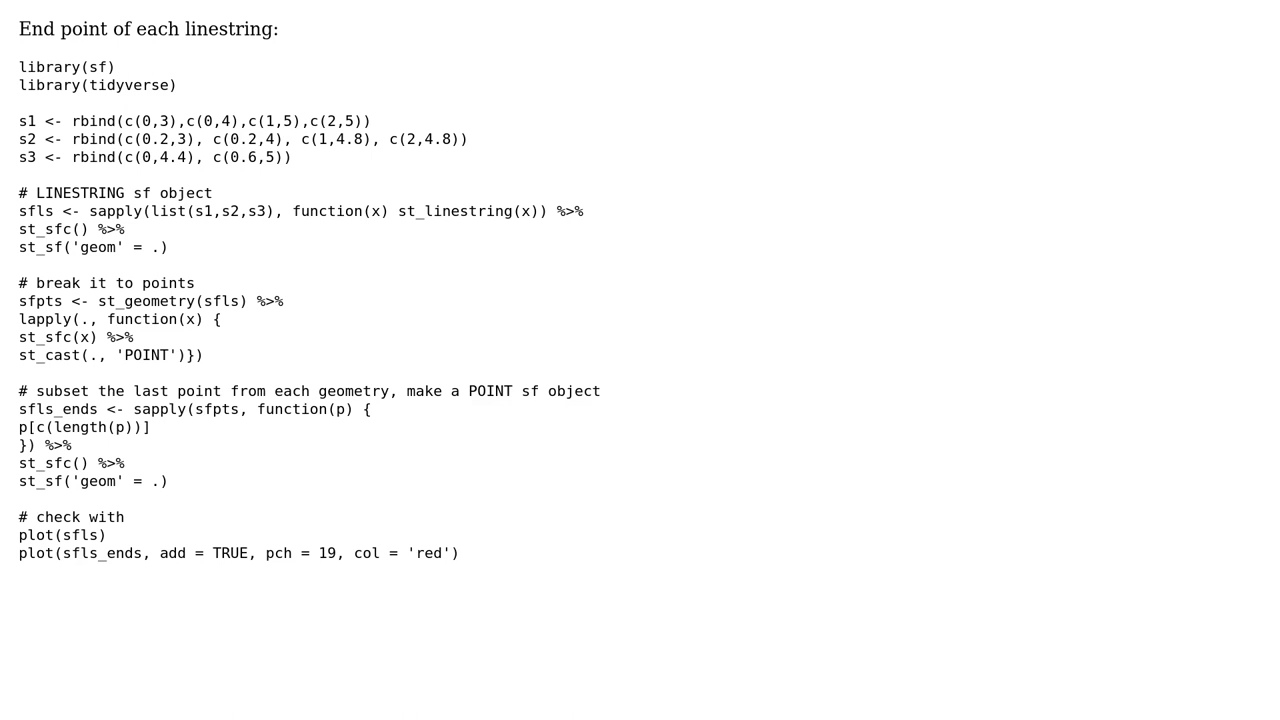 End point of each linestring:
library(sf)
library(tidyverse)
s1 <- rbind(c(0,3),c(0,4),c(1,5),c(2,5))
s2 <- rbind(c(0.2,3), c(0.2,4), c(1,4.8), c(2,4.8))
s3 <- rbind(c(0,4.4), c(0.6,5))
# LINESTRING sf object
sfls <- sapply(list(s1,s2,s3), function(x) st_linestring(x)) %>%
st_sfc() %>%
st_sf('geom' = .)
# break it to points
sfpts <- st_geometry(sfls) %>%
lapply(., function(x) {
st_sfc(x) %>%
st_cast(., 'POINT')})
# subset the last point from each geometry, make a POINT sf object
sfls_ends <- sapply(sfpts, function(p) {
p[c(length(p))]
}) %>%
st_sfc() %>%
st_sf('geom' = .)
# check with
plot(sfls)
plot(sfls_ends, add = TRUE, pch = 19, col = 'red')